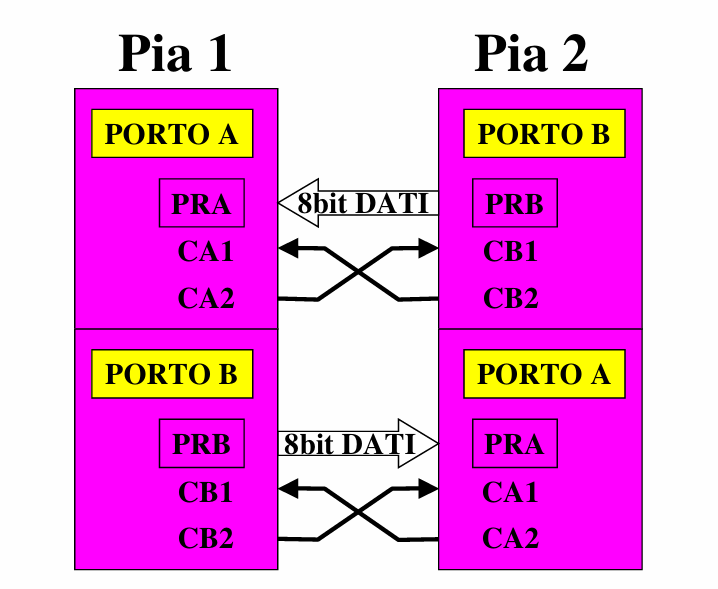 Pia 1
Pia 2
PORTO A
PORTO B
PRA
8bit DATI
PRB
CA1
CB1
CA2
CB2
PORTO B
PORTO A
PRB
8bit DATI
PRA
CB1
CA1
CB2
CA2